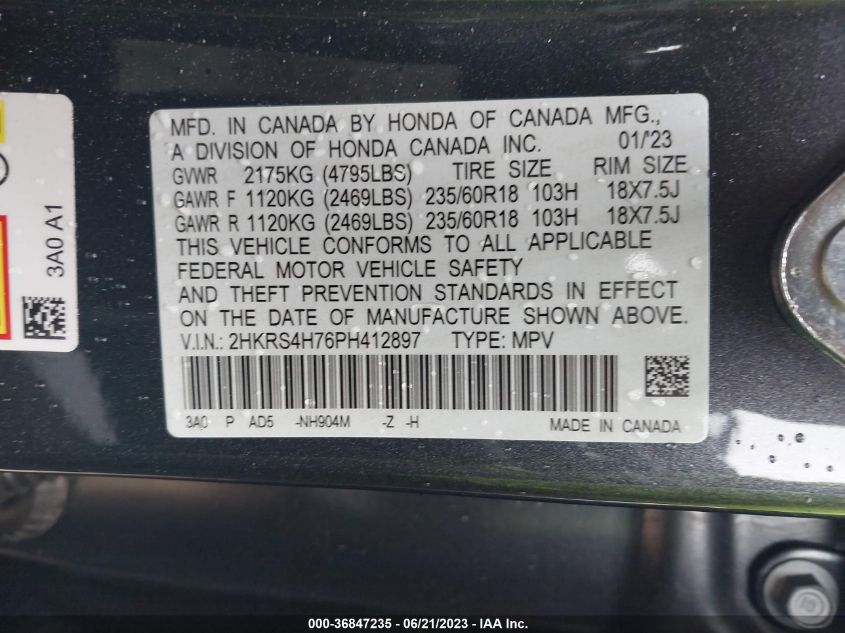 MFD. IN CANADA BY HONDA OF CANADA MFG.,
A DIVISION OF HONDA CANADA INC. 01/'23
GVWR 2175KG (4795LBS) TIRE SIZE RIM SIZE
GAWR F 1120KG (2469LBS) 235/60R18 103H 18X7.5J
GAWR R 1120KG (2469LBS) 235/60R18 103H 18X7.5J
THIS VEHICLE CONFORMS TO ALL APPLICABLE
FEDERAL MOTOR VEHICLE SAFETY
AND THEFT PREVENTION STANDARDS IN EFFECT
ON THE DATE OF MANUFACTURE SHOWN ABOVE.
V.I.N.: 2HKRS4H76PH412897 TYPE: MPV
3A0 P AD5 -NH904M -Z -H MADE IN CANADA
3A0 A1
000-36847235 - 06/21/2023 - IAA Inc.